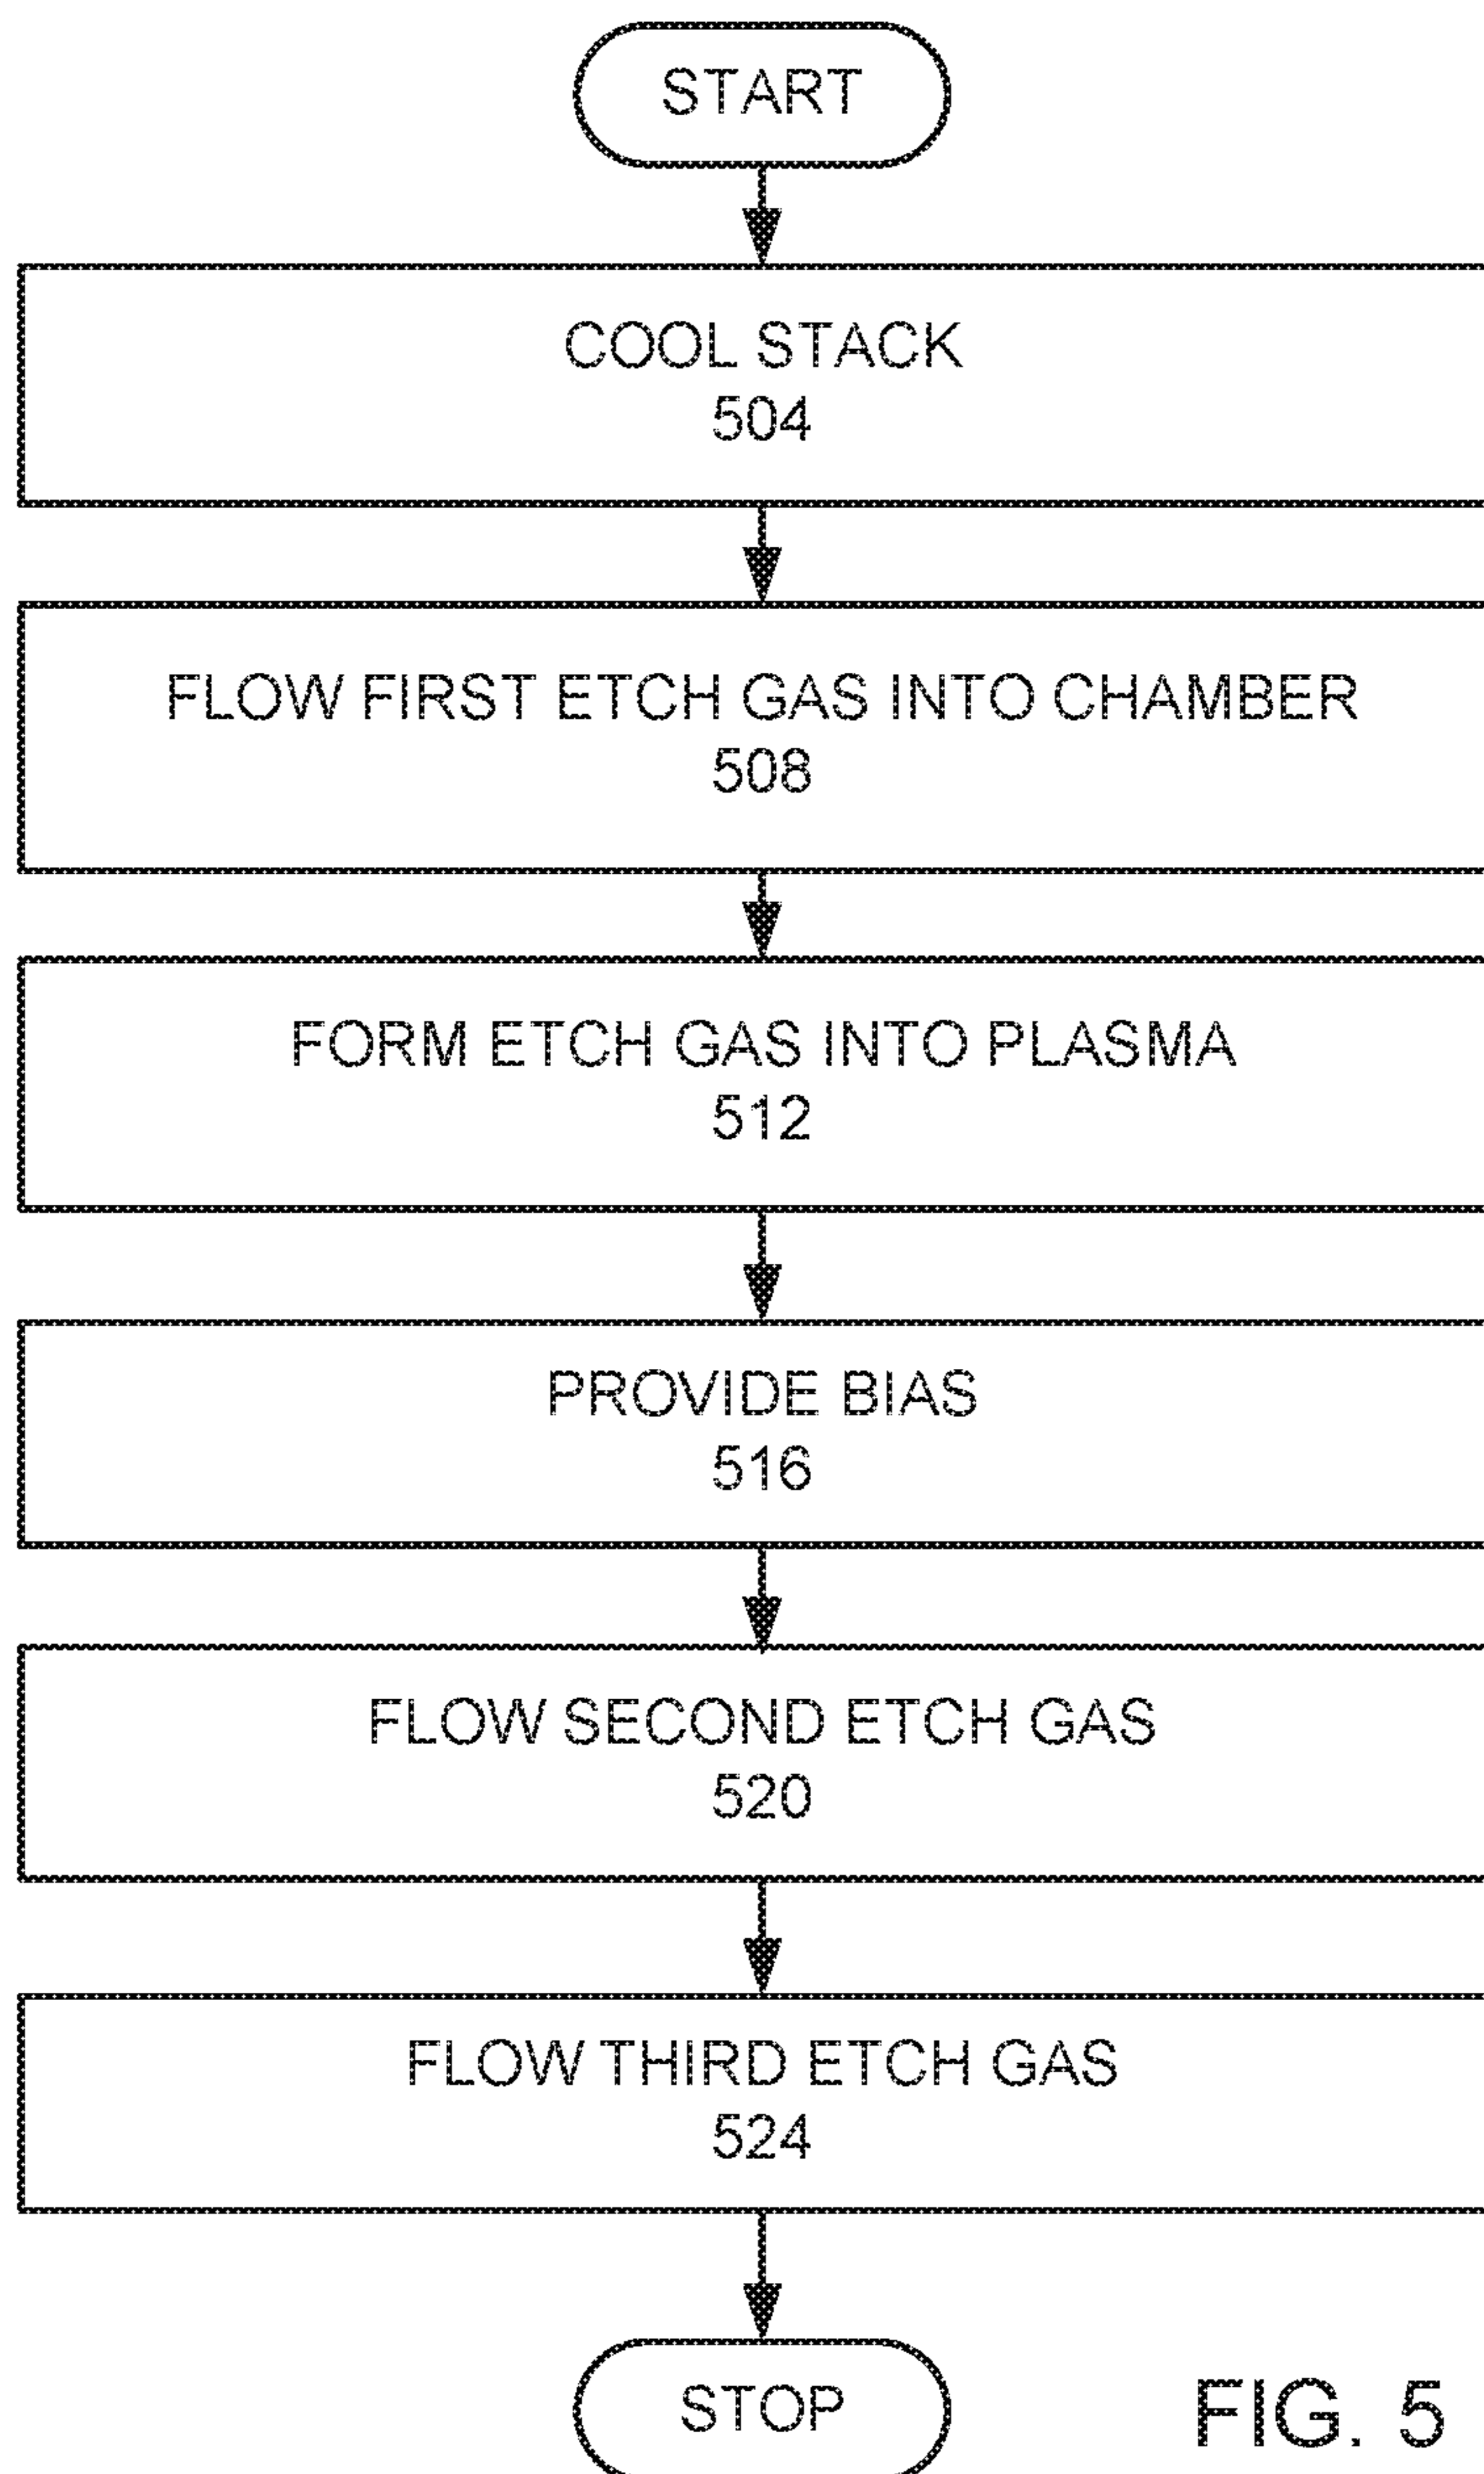 START
COOL STACK
504
FLOW FIRST ETCH GAS INTO CHAMBER
508
FORM ETCH GAS INTO PLASMA
512
PROVIDE BIAS
516
FLOW SECOND ETCH GAS
520
FLOW THIRD ETCH GAS
524
STOP
FIG. 5